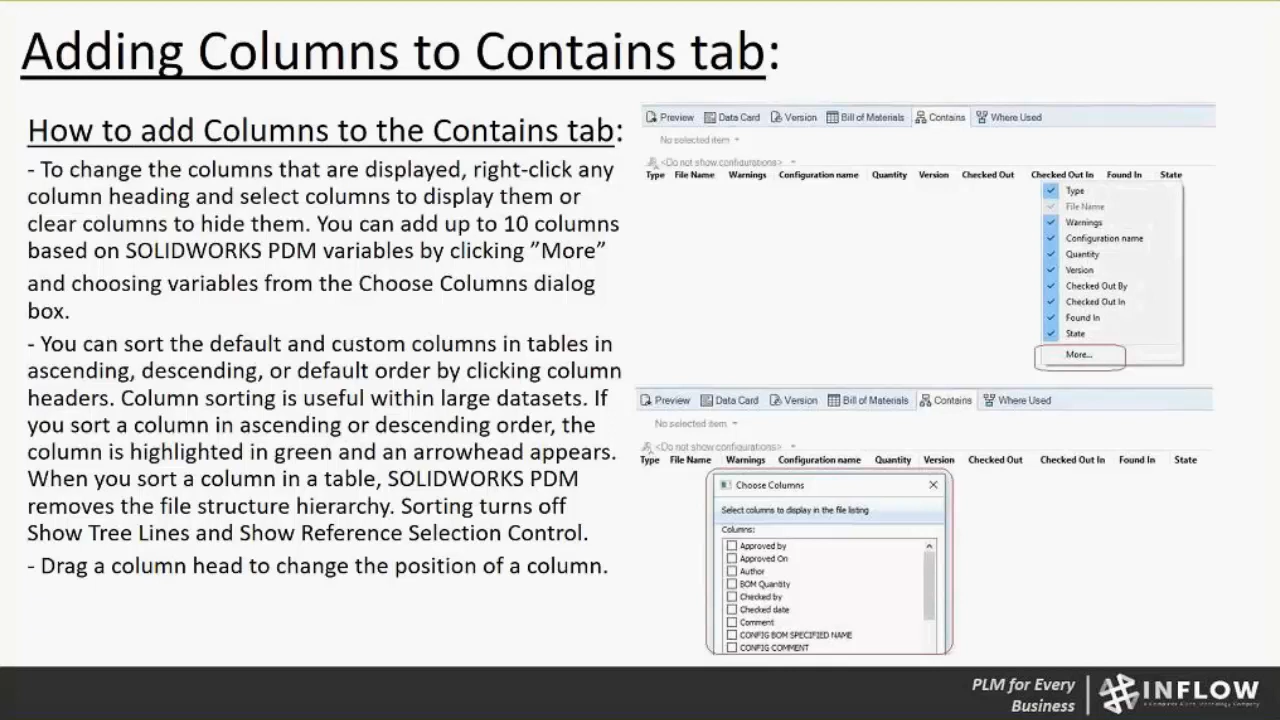 Adding Columns to Contains tab:
How to add Columns to the Contains tab:
- To change the columns that are displayed, right-click any
column heading and select columns to display them or
clear columns to hide them. You can add up to 10 columns
based on SOLIDWORKS PDM variables by clicking ”More”
and choosing variables from the Choose Columns dialog
box.
- You can sort the default and custom columns in tables in
ascending, descending, or default order by clicking column
headers. Column sorting is useful within large datasets. If
you sort a column in ascending or descending order, the
column is highlighted in green and an arrowhead appears.
When you sort a column in a table, SOLIDWORKS PDM
removes the file structure hierarchy. Sorting turns off
Show Tree Lines and Show Reference Selection Control.
- Drag a column head to change the position of a column.
Preview Data Card Version Bill of Materials Contains Where Used
No selected item
<Do not show configurations>
Type File Name Warnings Configuration name Quantity Version Checked Out Checked Out In Found In State
Type
File Name
Warnings
Configuration name
Quantity
Version
Checked Out By
Checked Out In
Found In
State
More...
Preview Data Card Version Bill of Materials Contains Where Used
No selected item
<Do not show configurations>
Type File Name Warnings Configuration name Quantity Version Checked Out Checked Out In Found In State
Choose Columns
Select columns to display in the file listing
Columns:
Approved by
Approved On
Author
BOM Quantity
Checked by
Checked date
Comment
CONFIG BOM SPECIFIED NAME
CONFIG COMMENT
PLM for Every
Business
INFLOW